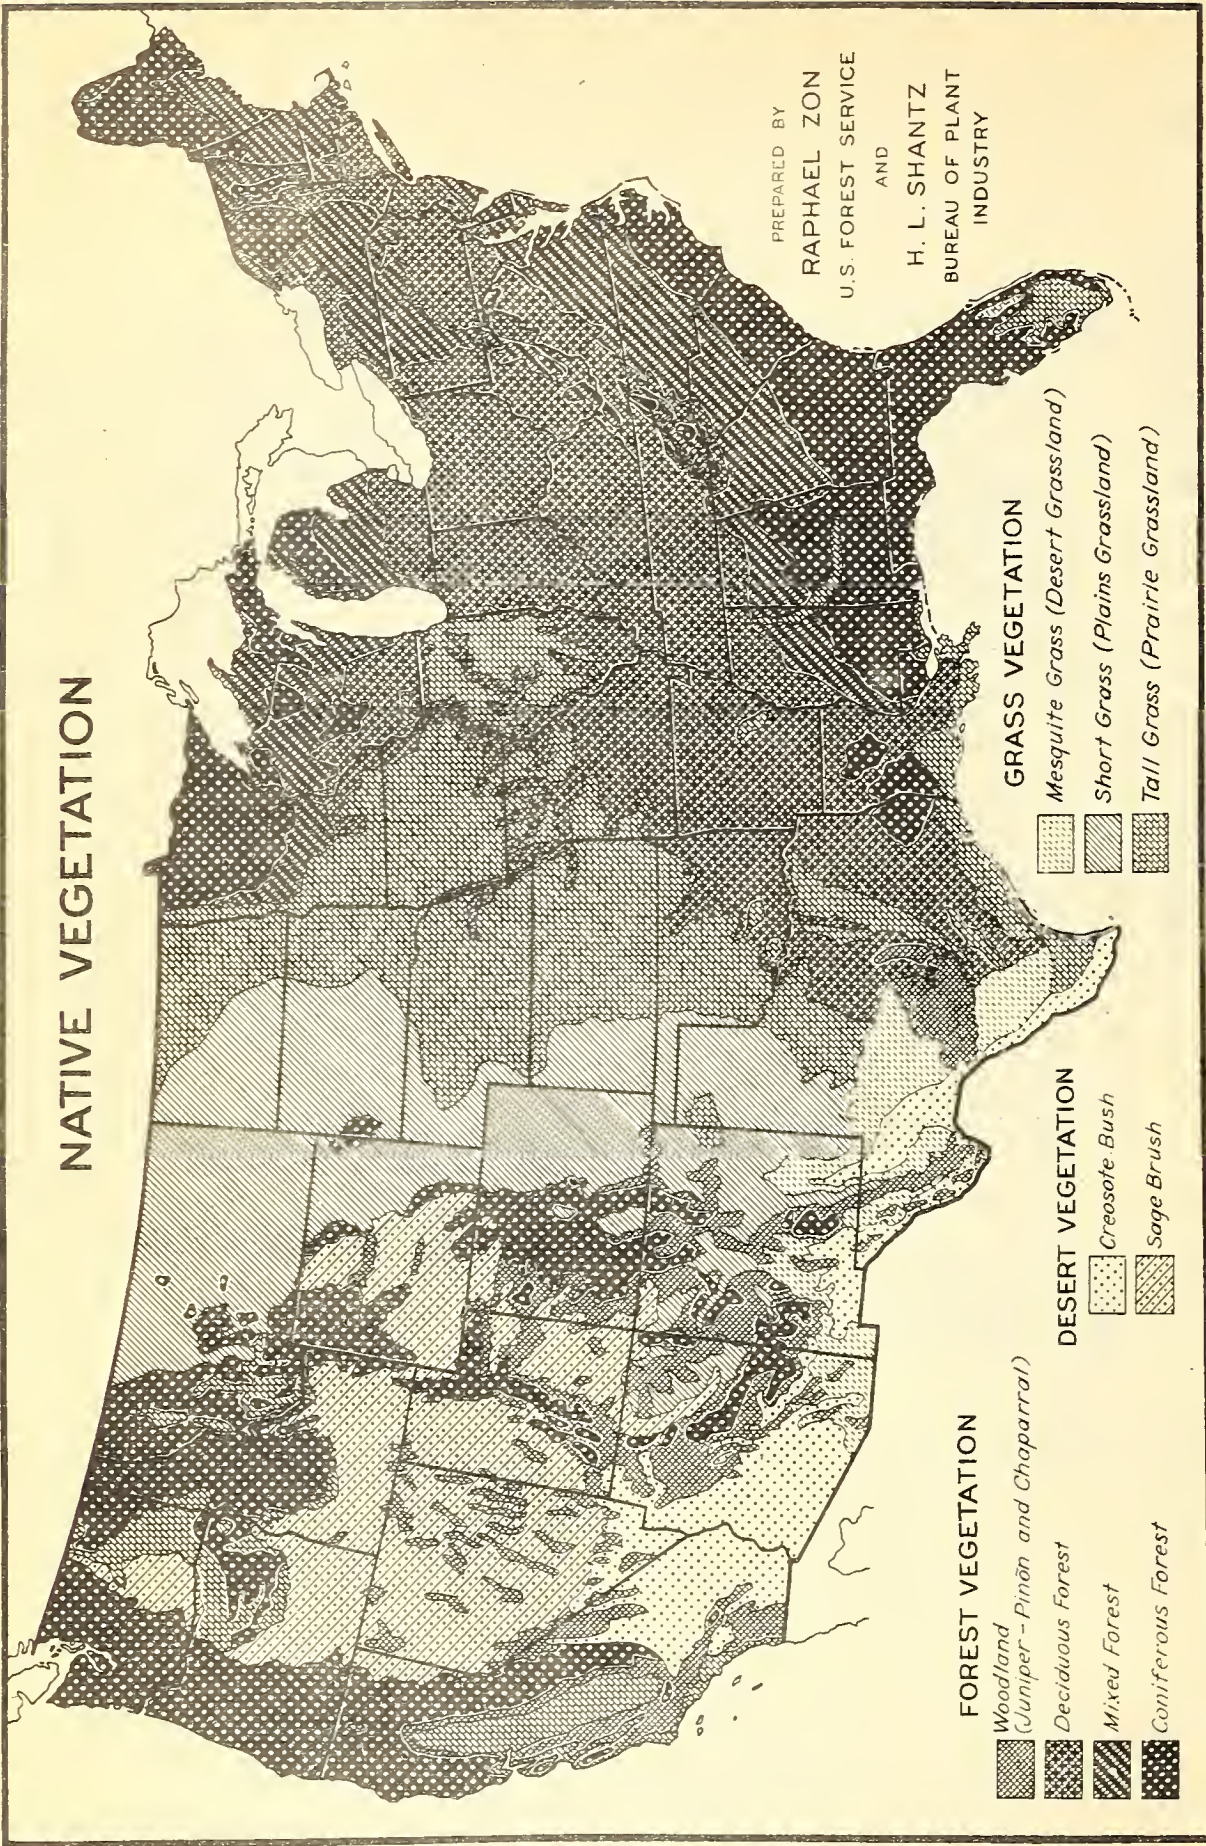 NATIVE VEGETATION
PREPARED BY
RAPHAEL ZON
U.S. FOREST SERVICE
AND
H. L. SHANTZ
BUREAU OF PLANT
INDUSTRY
FOREST VEGETATION
Woodland
(Juniper-Piñon and Chaparral)
Deciduous Forest
Mixed Forest
Coniferous Forest
DESERT VEGETATION
Creosote Bush
Sage Brush
GRASS VEGETATION
Mesquite Grass (Desert Grassland)
Short Grass (Plains Grassland)
Tall Grass (Prairie Grassland)